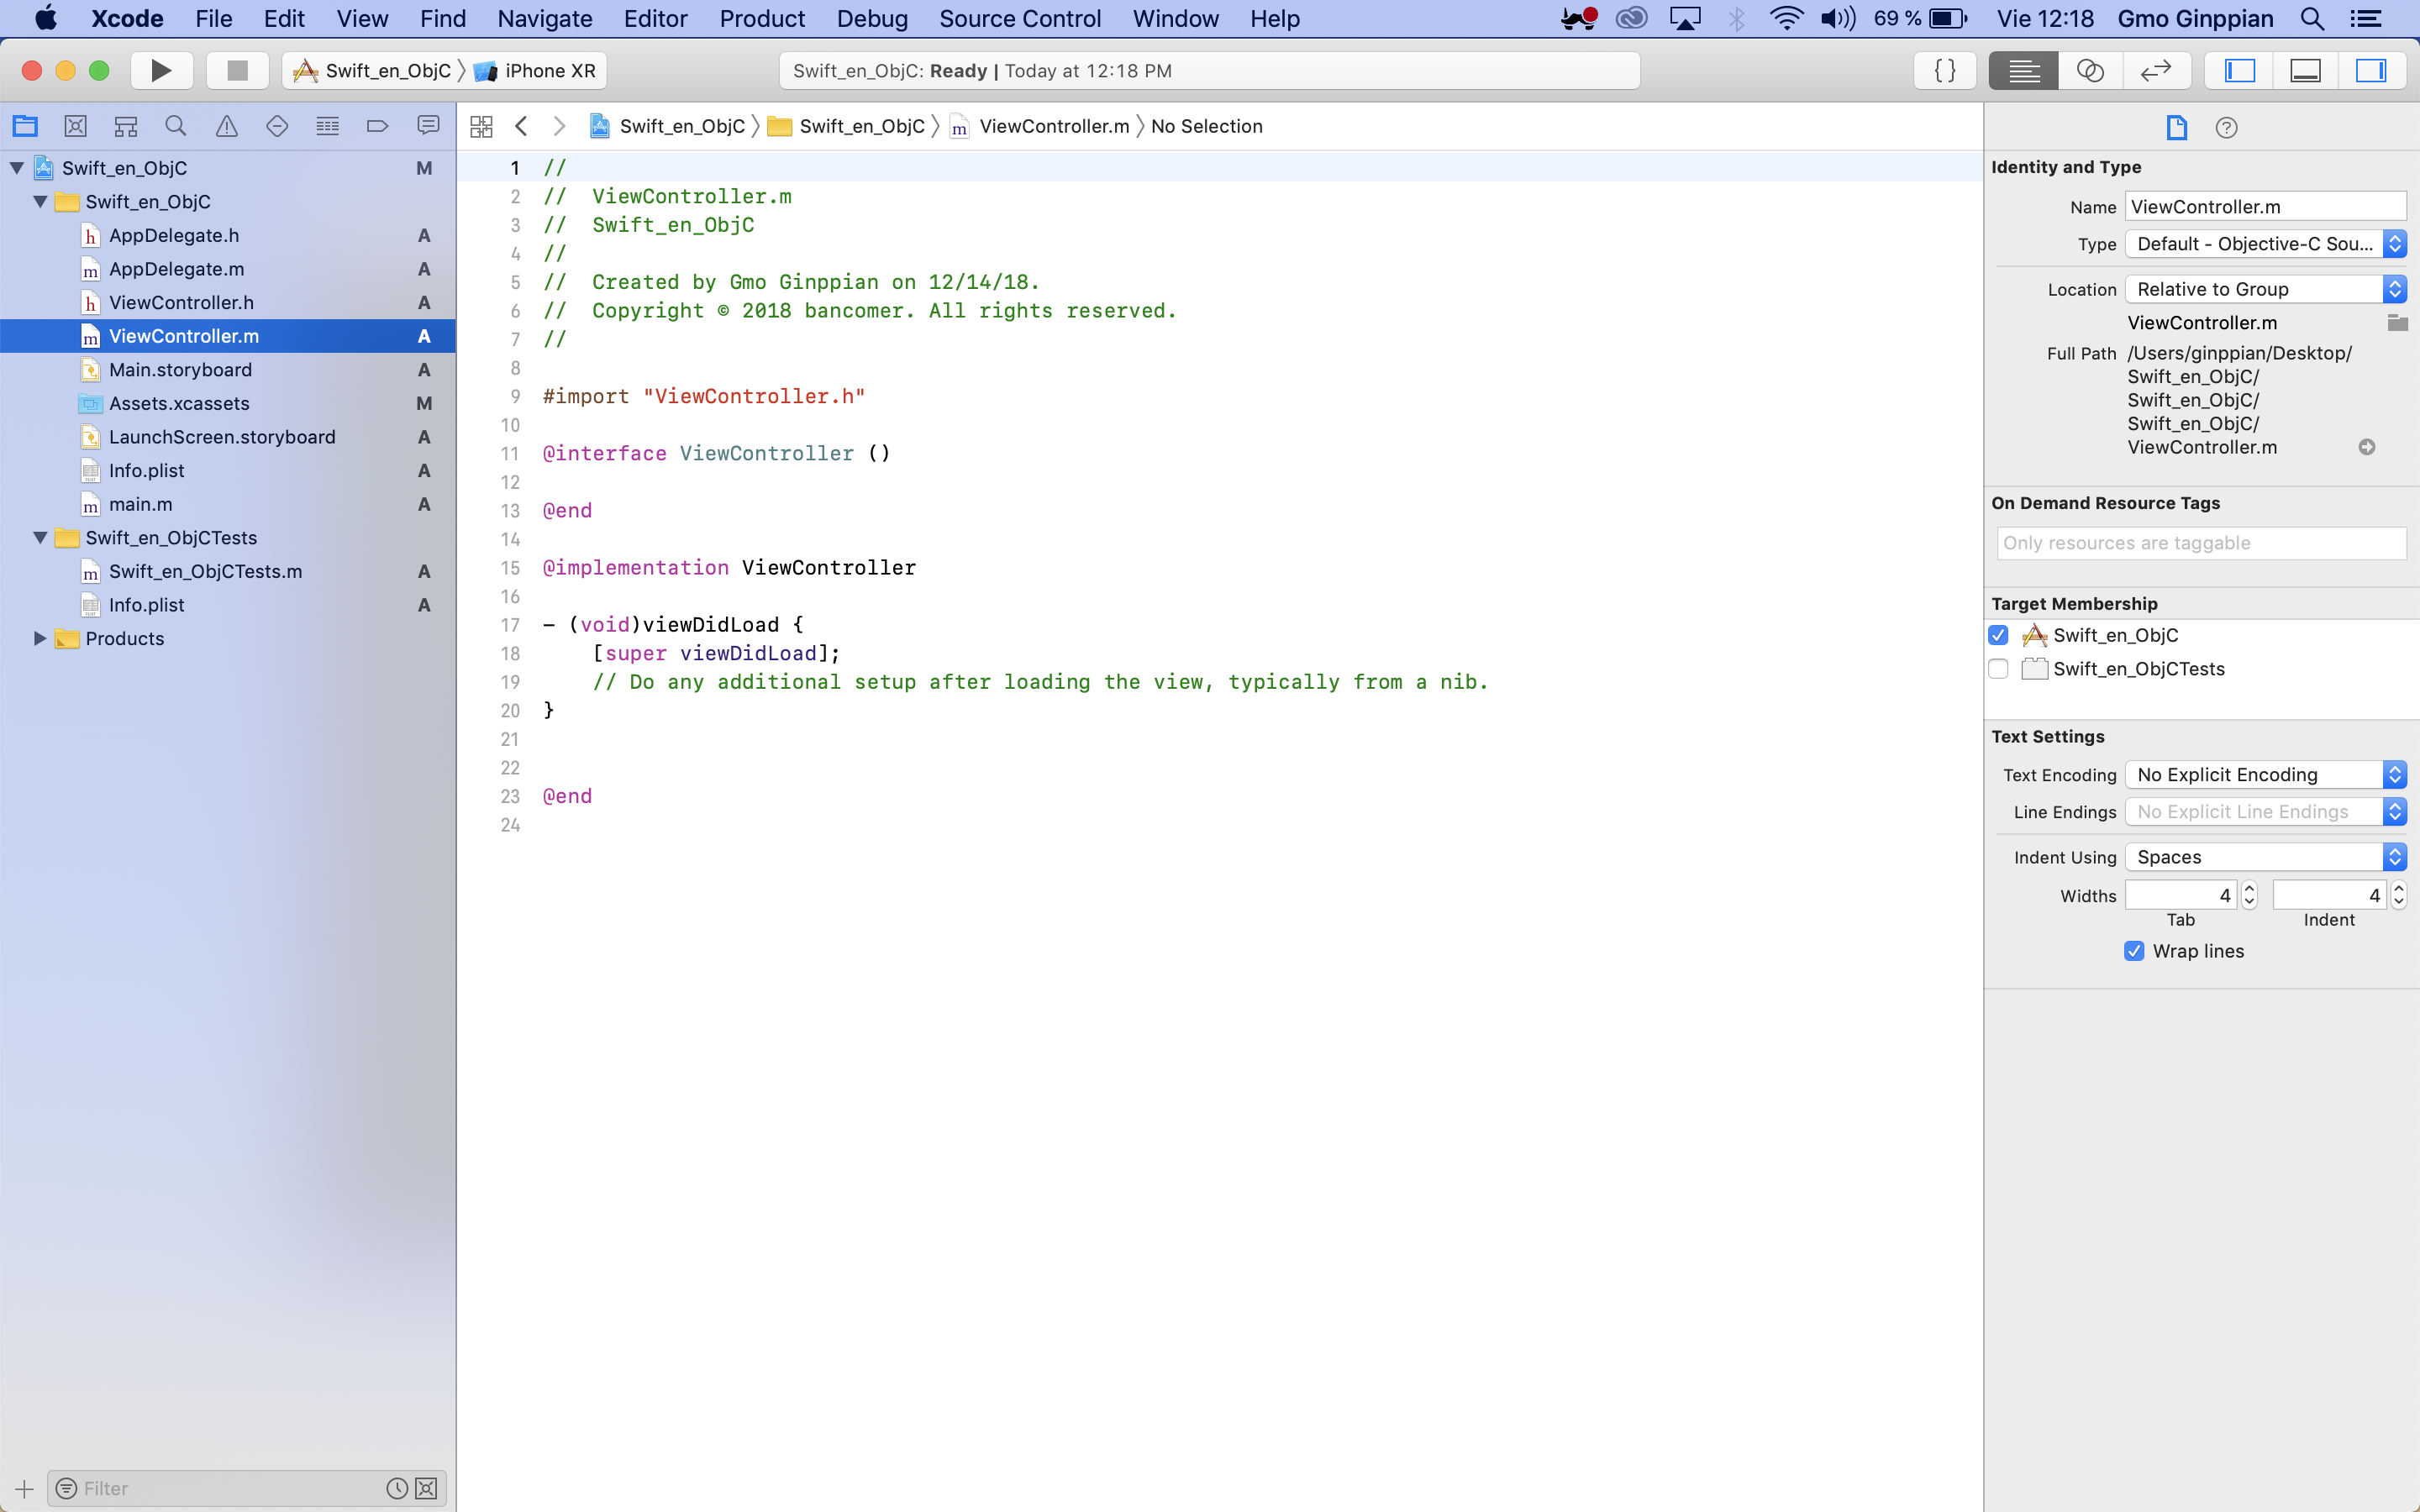 Xcode File Edit View Find Navigate Editor Product Debug Source Control Window Help 69 % Vie 12:18 Gmo Ginppian
Swift_en_ObjC iPhone XR
Swift_en_ObjC: Ready | Today at 12:18 PM
{ }
Swift_en_ObjC M
Swift_en_ObjC
h AppDelegate.h A
m AppDelegate.m A
h ViewController.h A
m ViewController.m A
Main.storyboard A
Assets.xcassets M
LaunchScreen.storyboard A
Info.plist A
m main.m A
Swift_en_ObjCTests
m Swift_en_ObjCTests.m A
Info.plist A
Products
Filter
Swift_en_ObjC Swift_en_ObjC m ViewController.m No Selection
1 //
2 //  ViewController.m
3 //  Swift_en_ObjC
4 //
5 //  Created by Gmo Ginppian on 12/14/18.
6 //  Copyright © 2018 bancomer. All rights reserved.
7 //
8
9 #import "ViewController.h"
10
11 @interface ViewController ()
12
13 @end
14
15 @implementation ViewController
16
17 - (void)viewDidLoad {
18     [super viewDidLoad];
19     // Do any additional setup after loading the view, typically from a nib.
20 }
21
22
23 @end
24
Identity and Type
Name ViewController.m
Type Default - Objective-C Sou...
Location Relative to Group
ViewController.m
Full Path /Users/ginppian/Desktop/
Swift_en_ObjC/
Swift_en_ObjC/
Swift_en_ObjC/
ViewController.m
On Demand Resource Tags
Only resources are taggable
Target Membership
Swift_en_ObjC
Swift_en_ObjCTests
Text Settings
Text Encoding No Explicit Encoding
Line Endings No Explicit Line Endings
Indent Using Spaces
Widths 4 4
Tab Indent
Wrap lines